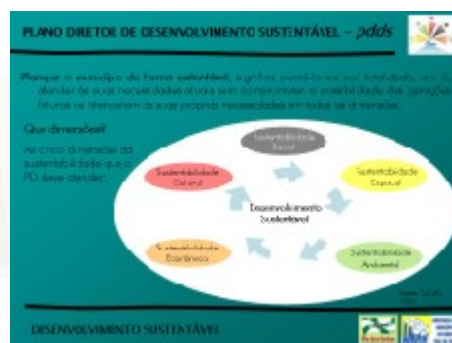 PLANO DIRETOR DE DESENVOLVIMENTO SUSTENTÁVEL – pdds
Planejar o município de forma sustentável, significa pensá-lo na sua totalidade, isto é,
atender às suas necessidades atuais sem comprometer a possibilidade das gerações
futuras de atenderem às suas próprias necessidades em todas as dimensões.
Que dimensões?
As cinco dimensões da
sustentabilidade que o
PD deve atender:
Sustentabilidade
Social
Sustentabilidade
Cultural
Sustentabilidade
Espacial
Desenvolvimento
Sustentável
Sustentabilidade
Econômica
Sustentabilidade
Ambiental
DESENVOLVIMENTO SUSTENTÁVEL